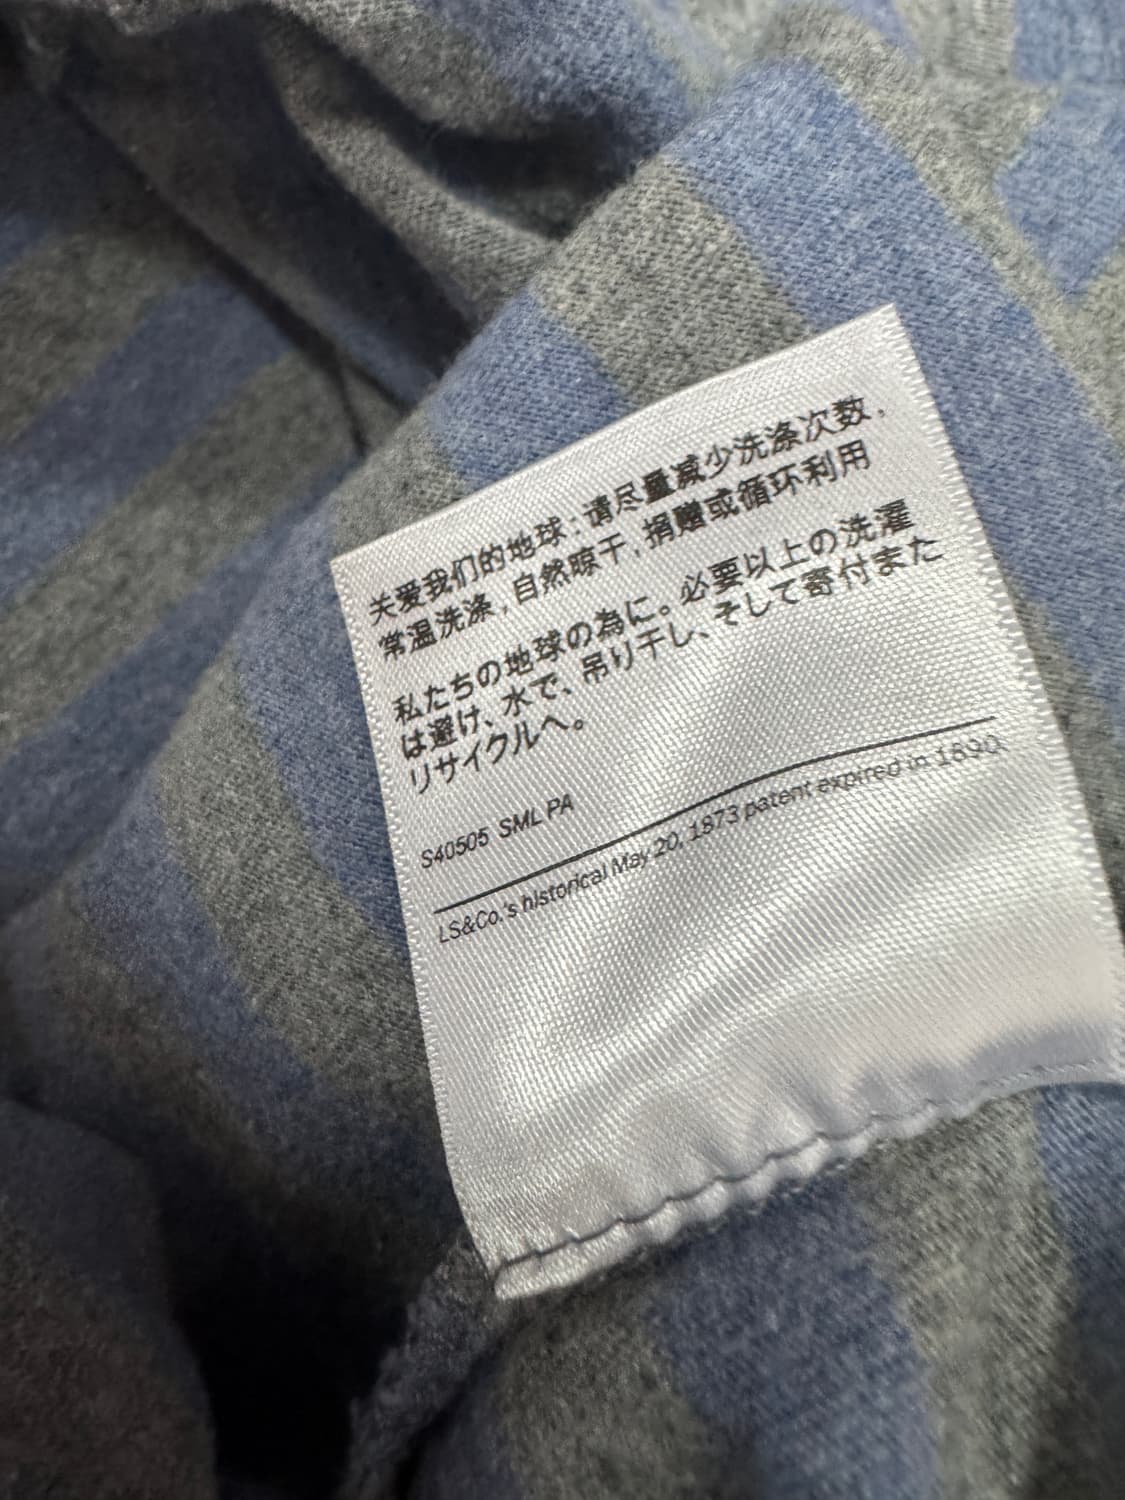 关爱我们的地球：请尽量减少洗涤次数，
常温洗涤，自然晾干，捐赠或循环利用
私たちの地球の為に。必要以上の洗濯
は避け、水で、吊り干し、そして寄付また
リサイクルへ。
S40505 SML PA
LS&Co.'s historical May 20, 1873 patent expired in 1890.